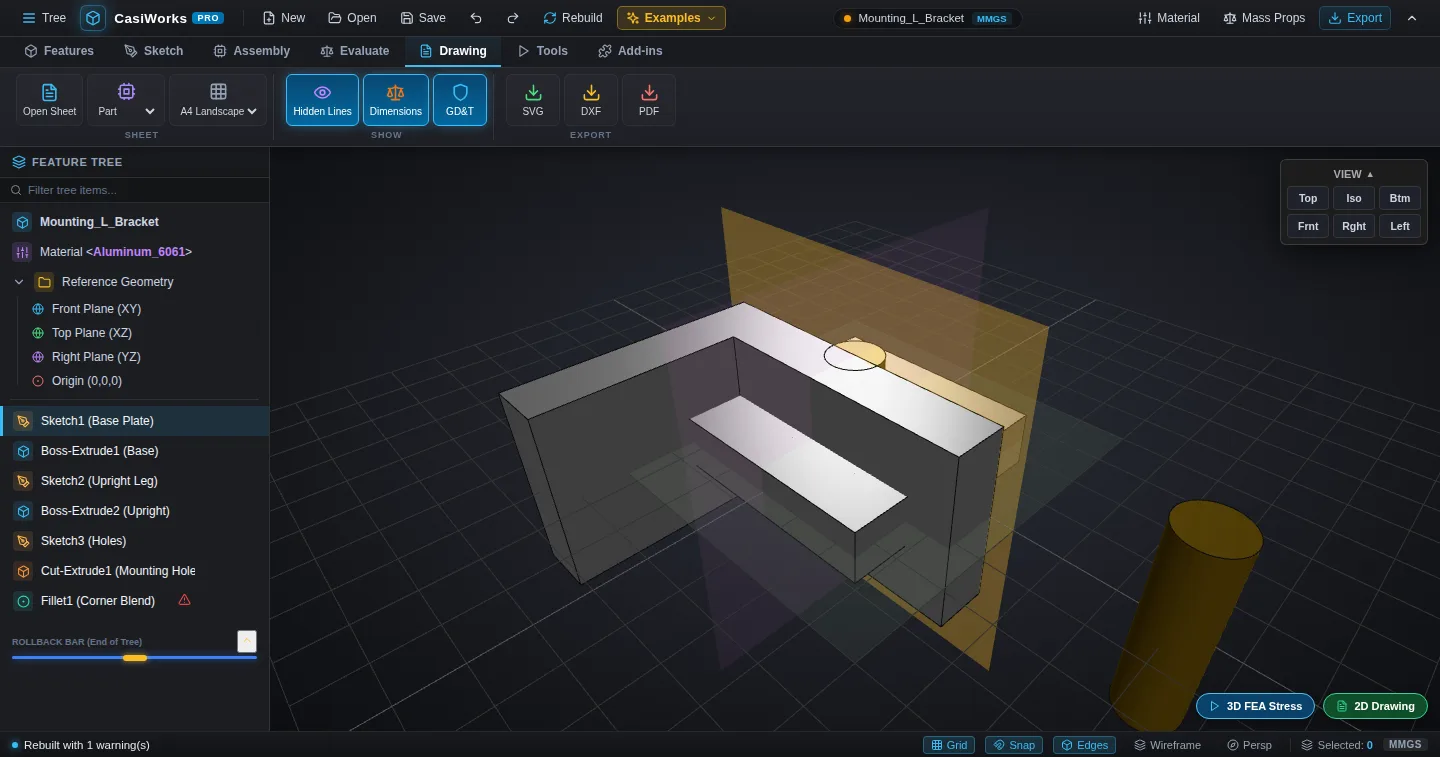 Tree CasiWorks PRO New Open Save Rebuild Examples Mounting_L_Bracket MMGS Material Mass Props Export
Features Sketch Assembly Evaluate Drawing Tools Add-ins
Open Sheet Part A4 Landscape Hidden Lines Dimensions GD&T SVG DXF PDF
SHEET SHOW EXPORT
FEATURE TREE
Filter tree items...
Mounting_L_Bracket
Material <Aluminum_6061>
Reference Geometry
Front Plane (XY)
Top Plane (XZ)
Right Plane (YZ)
Origin (0,0,0)
Sketch1 (Base Plate)
Boss-Extrude1 (Base)
Sketch2 (Upright Leg)
Boss-Extrude2 (Upright)
Sketch3 (Holes)
Cut-Extrude1 (Mounting Hole
Fillet1 (Corner Blend)
ROLLBACK BAR (End of Tree)
VIEW ▲
Top Iso Btm
Frnt Rght Left
3D FEA Stress 2D Drawing
Rebuilt with 1 warning(s) Grid Snap Edges Wireframe Persp Selected: 0 MMGS